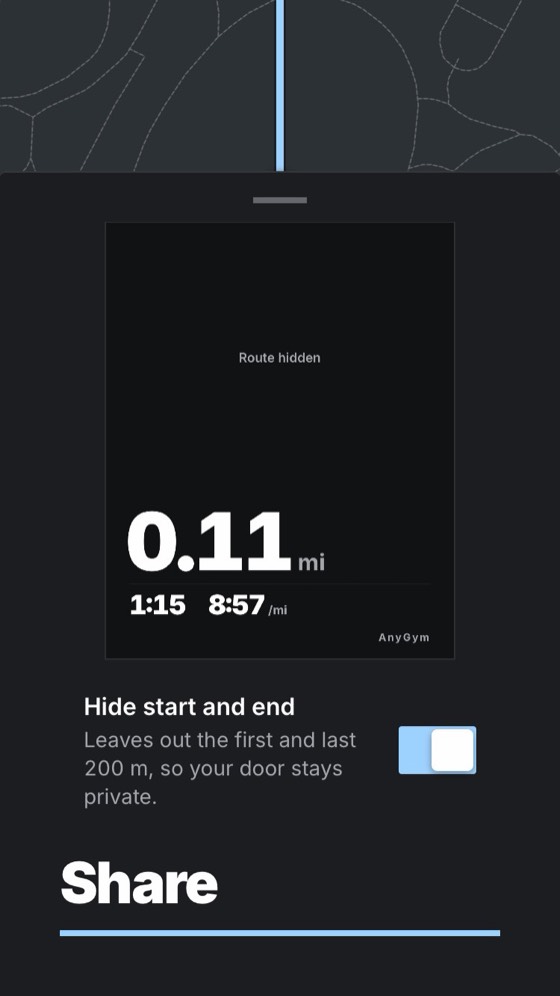 Route hidden
0.11 mi
1:15 8:57 /mi
AnyGym
Hide start and end
Leaves out the first and last
200 m, so your door stays
private.
Share